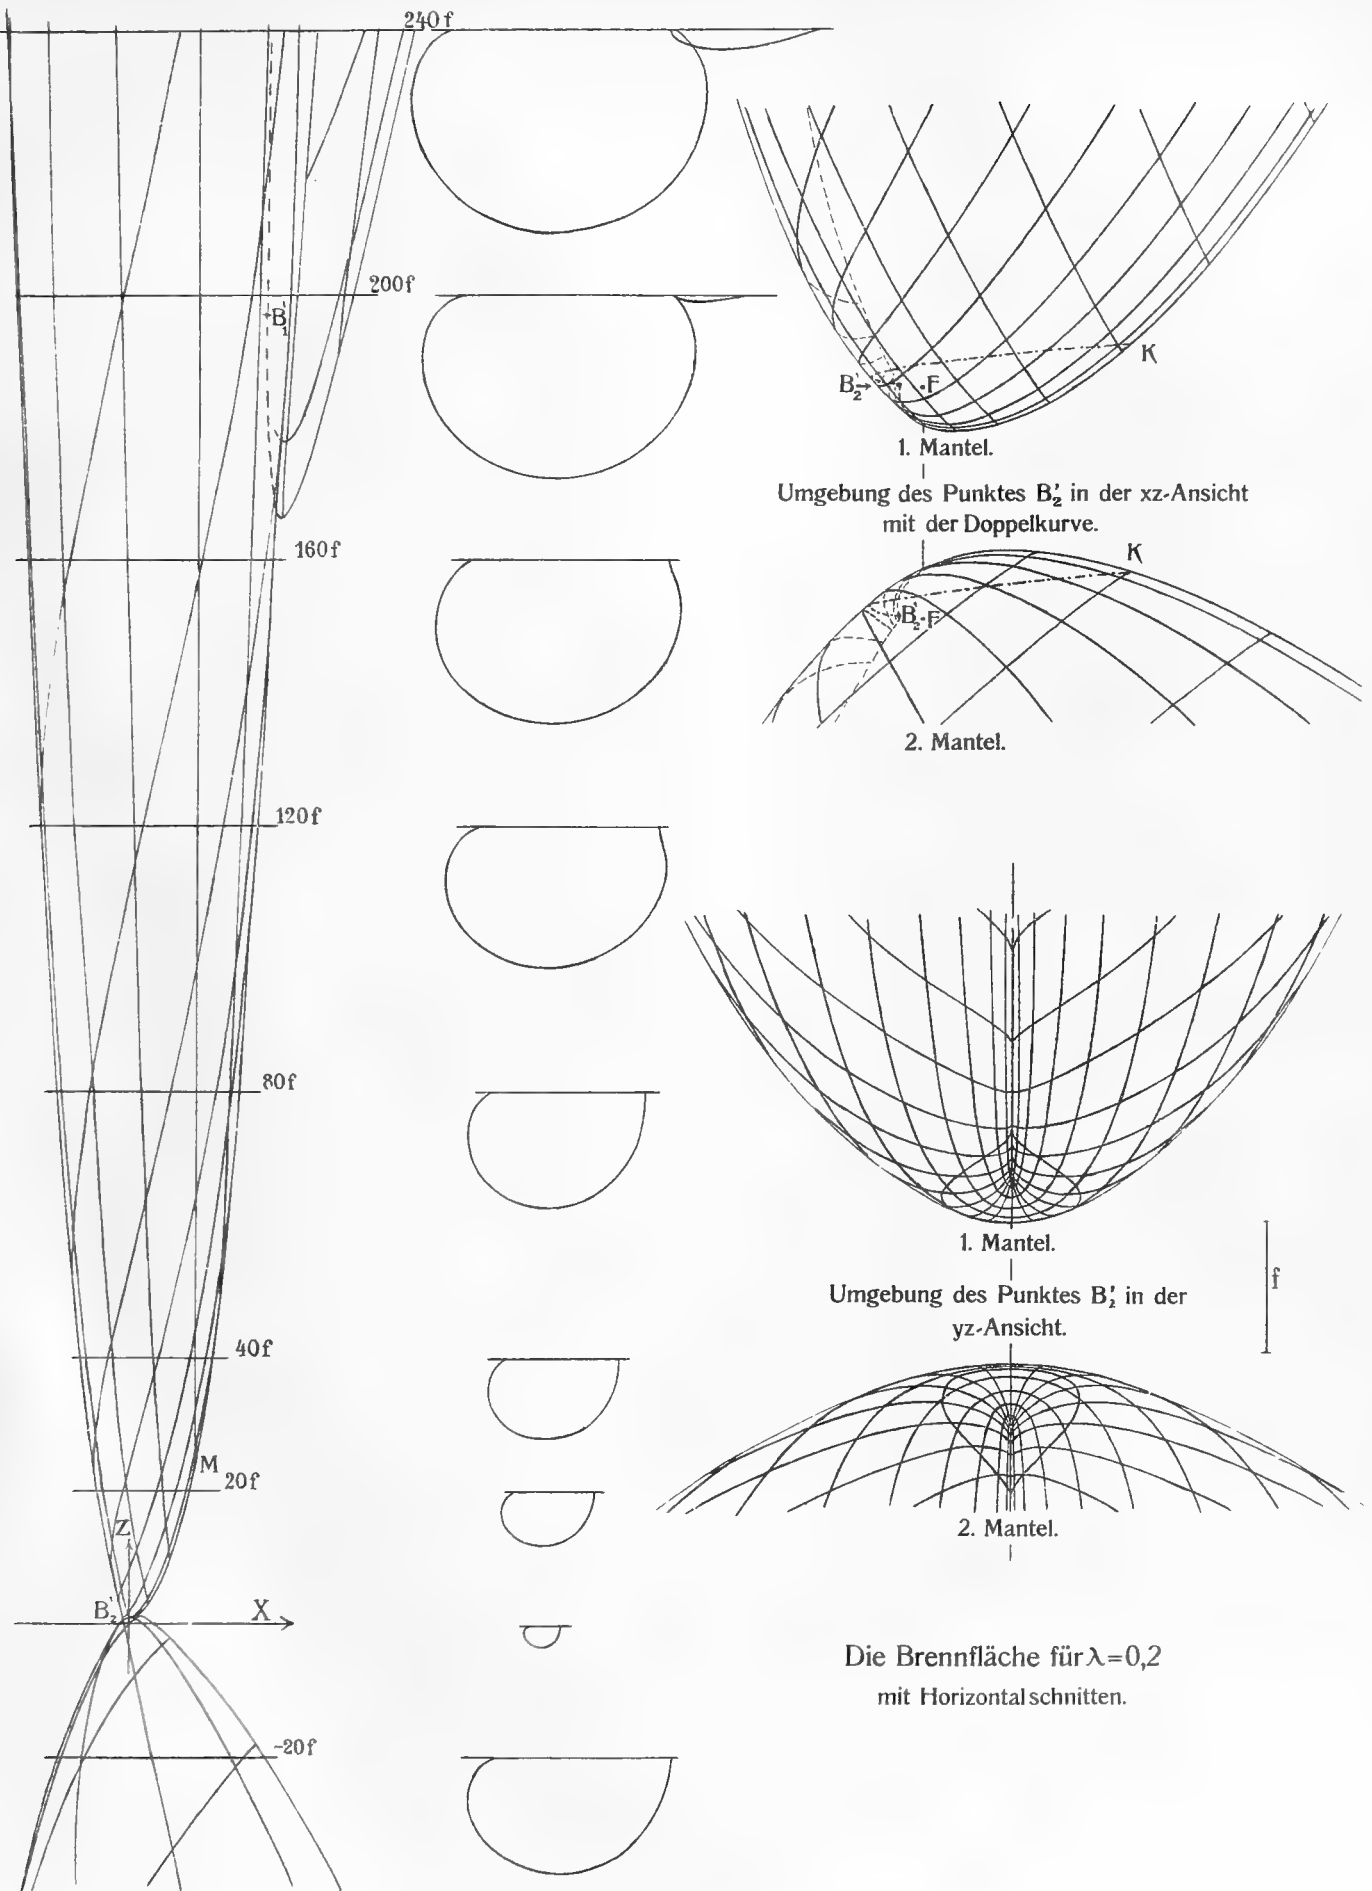 240f
200f
B'₁
160f
120f
80f
40f
M
20f
Z
B'₂
X
-20f
K
B'₂
F
1. Mantel.
Umgebung des Punktes B'₂ in der xz-Ansicht
mit der Doppelkurve.
K
B'₂
F
2. Mantel.
1. Mantel.
f
Umgebung des Punktes B'₂ in der
yz-Ansicht.
2. Mantel.
Die Brennfläche für λ=0,2
mit Horizontalschnitten.